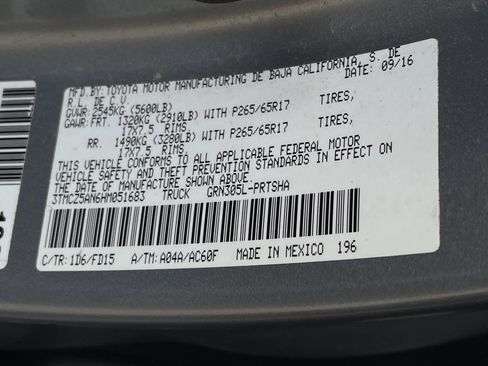 MFD. BY: TOYOTA MOTOR MANUFACTURING DE BAJA CALIFORNIA, S. DE
R.L. DE C.V. DATE: 09/16
GVWR: 2545KG (5600LB)
GAWR: FRT. 1320KG (2910LB) WITH P265/65R17 TIRES,
17X7.5 RIMS.
RR. 1490KG (3280LB) WITH P265/65R17 TIRES,
17X7.5 RIMS
THIS VEHICLE CONFORMS TO ALL APPLICABLE FEDERAL MOTOR
VEHICLE SAFETY AND THEFT PREVENTION STANDARDS IN EFFECT ON
THE DATE OF MANUFACTURE SHOWN ABOVE.
3TMCZ5AN6HM051683 TRUCK GRN305L-PRTSHA
C/TR: 1D6/FD15 A/TM: A04A/AC60F MADE IN MEXICO 196